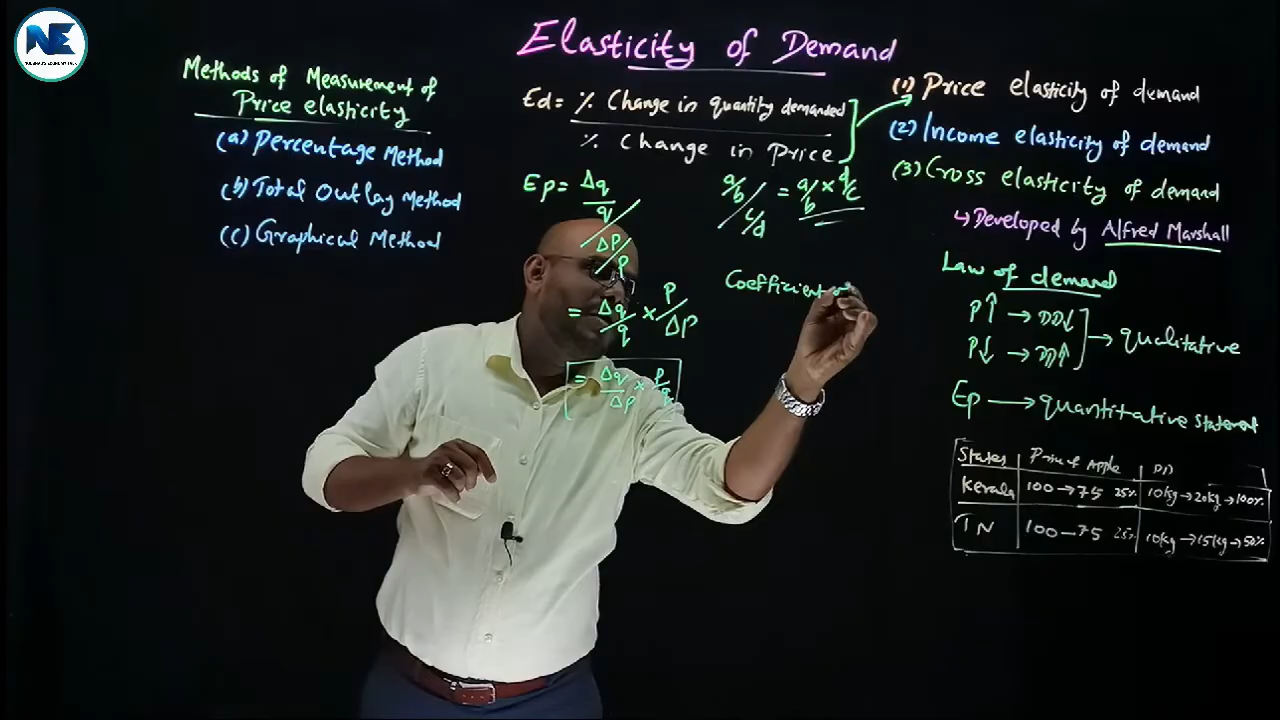 NE
Elasticity of Demand
Methods of Measurement of
Price elasticity
(a) Percentage Method
(b) Total Outlay Method
(c) Graphical Method
Ed = % Change in quantity demanded
% Change in Price
Ep = Δq
q
ΔP
P
a/b
c/d
= a/b × d/c
= Δq/q × P/ΔP
= Δq/Δp × P/q
Coefficient
(1) Price elasticity of demand
(2) Income elasticity of demand
(3) Cross elasticity of demand
↳ Developed by Alfred Marshall
Law of demand
P↑ → DD↓
P↓ → DD↑
→ qualitative
Ep → quantitative statement
States Price of Apple DD
Kerala 100 → 75 25% 10kg → 20kg → 100%
TN 100 — 75 25% 10kg → 15kg → 50%